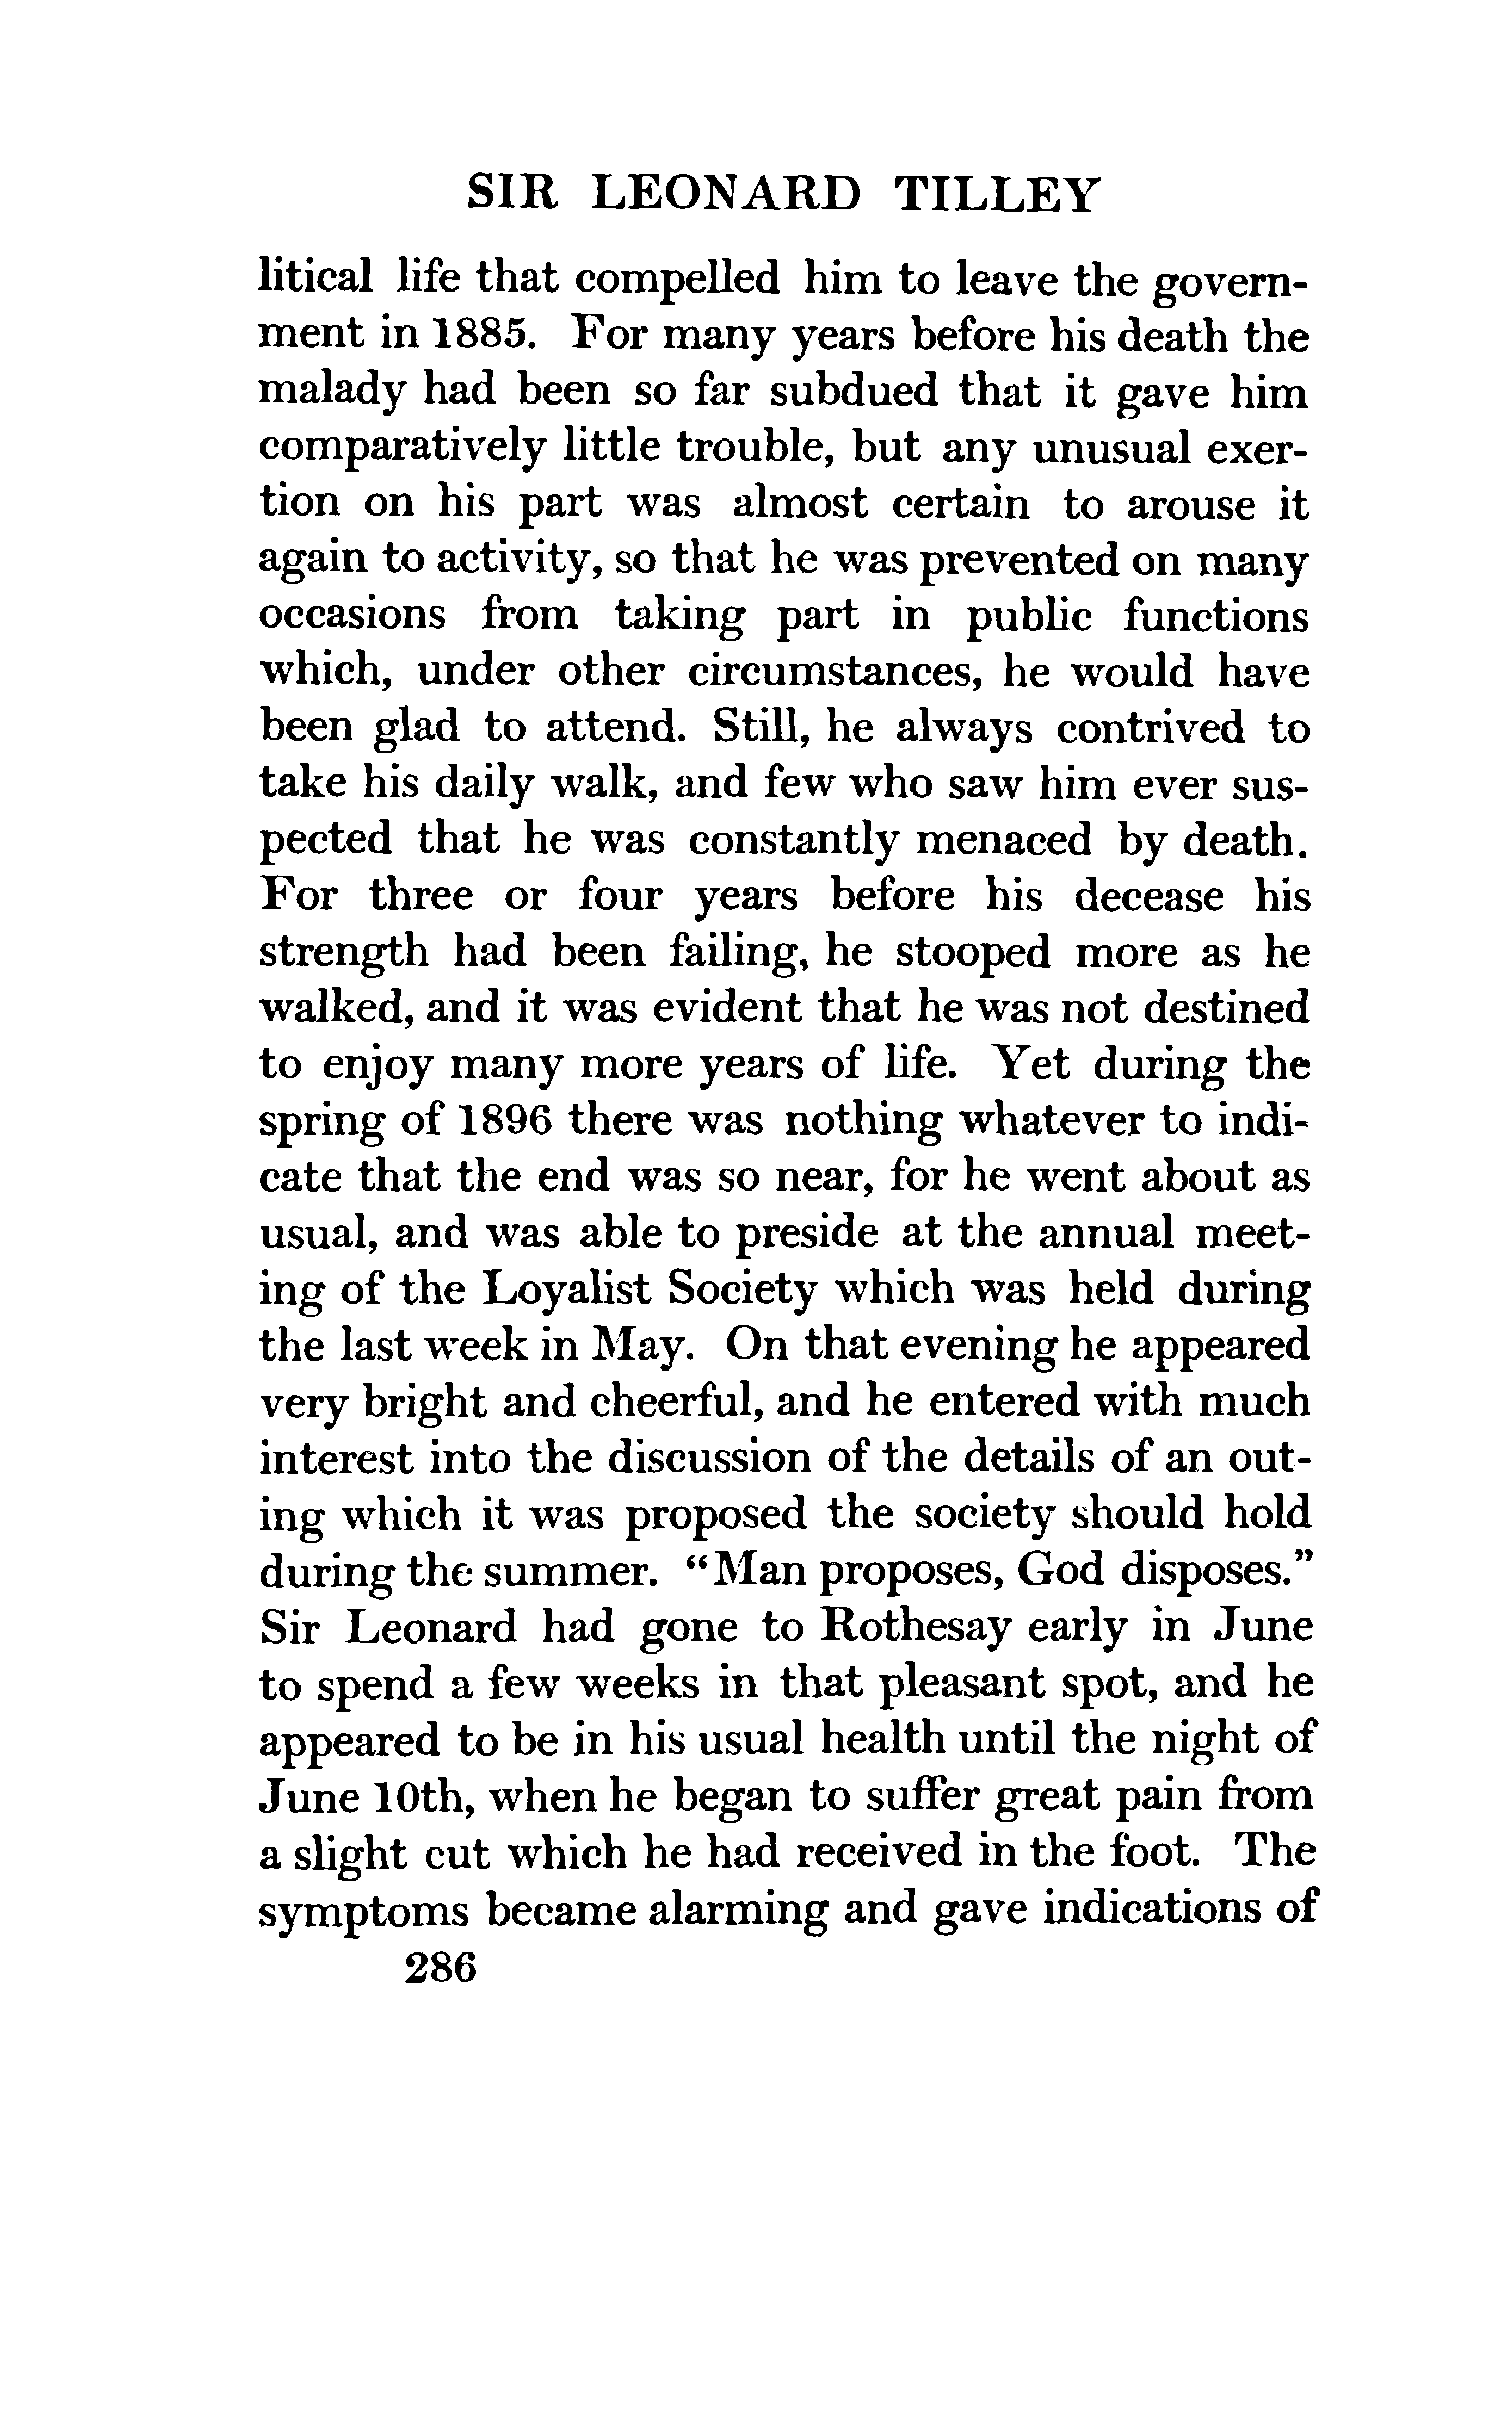 SIR LEONARD TILLEY
litical life that compelled him to leave the govern-
ment in 1885. For many years before his death the
malady had been so far subdued that it gave him
comparatively little trouble, but any unusual exer-
tion on his part was almost certain to arouse it
again to activity, so that he was prevented on many
occasions from taking part in public functions
which, under other circumstances, he would have
been glad to attend. Still, he always contrived to
take his daily walk, and few who saw him ever sus-
pected that he was constantly menaced by death.
For three or four years before his decease his
strength had been failing, he stooped more as he
walked, and it was evident that he was not destined
to enjoy many more years of life. Yet during the
spring of 1896 there was nothing whatever to indi-
cate that the end was so near, for he went about as
usual, and was able to preside at the annual meet-
ing of the Loyalist Society which was held during
the last week in May. On that evening he appeared
very bright and cheerful, and he entered with much
interest into the discussion of the details of an out-
ing which it was proposed the society should hold
during the summer. “Man proposes, God disposes.”
Sir Leonard had gone to Rothesay early in June
to spend a few weeks in that pleasant spot, and he
appeared to be in his usual health until the night of
June 10th, when he began to suffer great pain from
a slight cut which he had received in the foot. The
symptoms became alarming and gave indications of
286